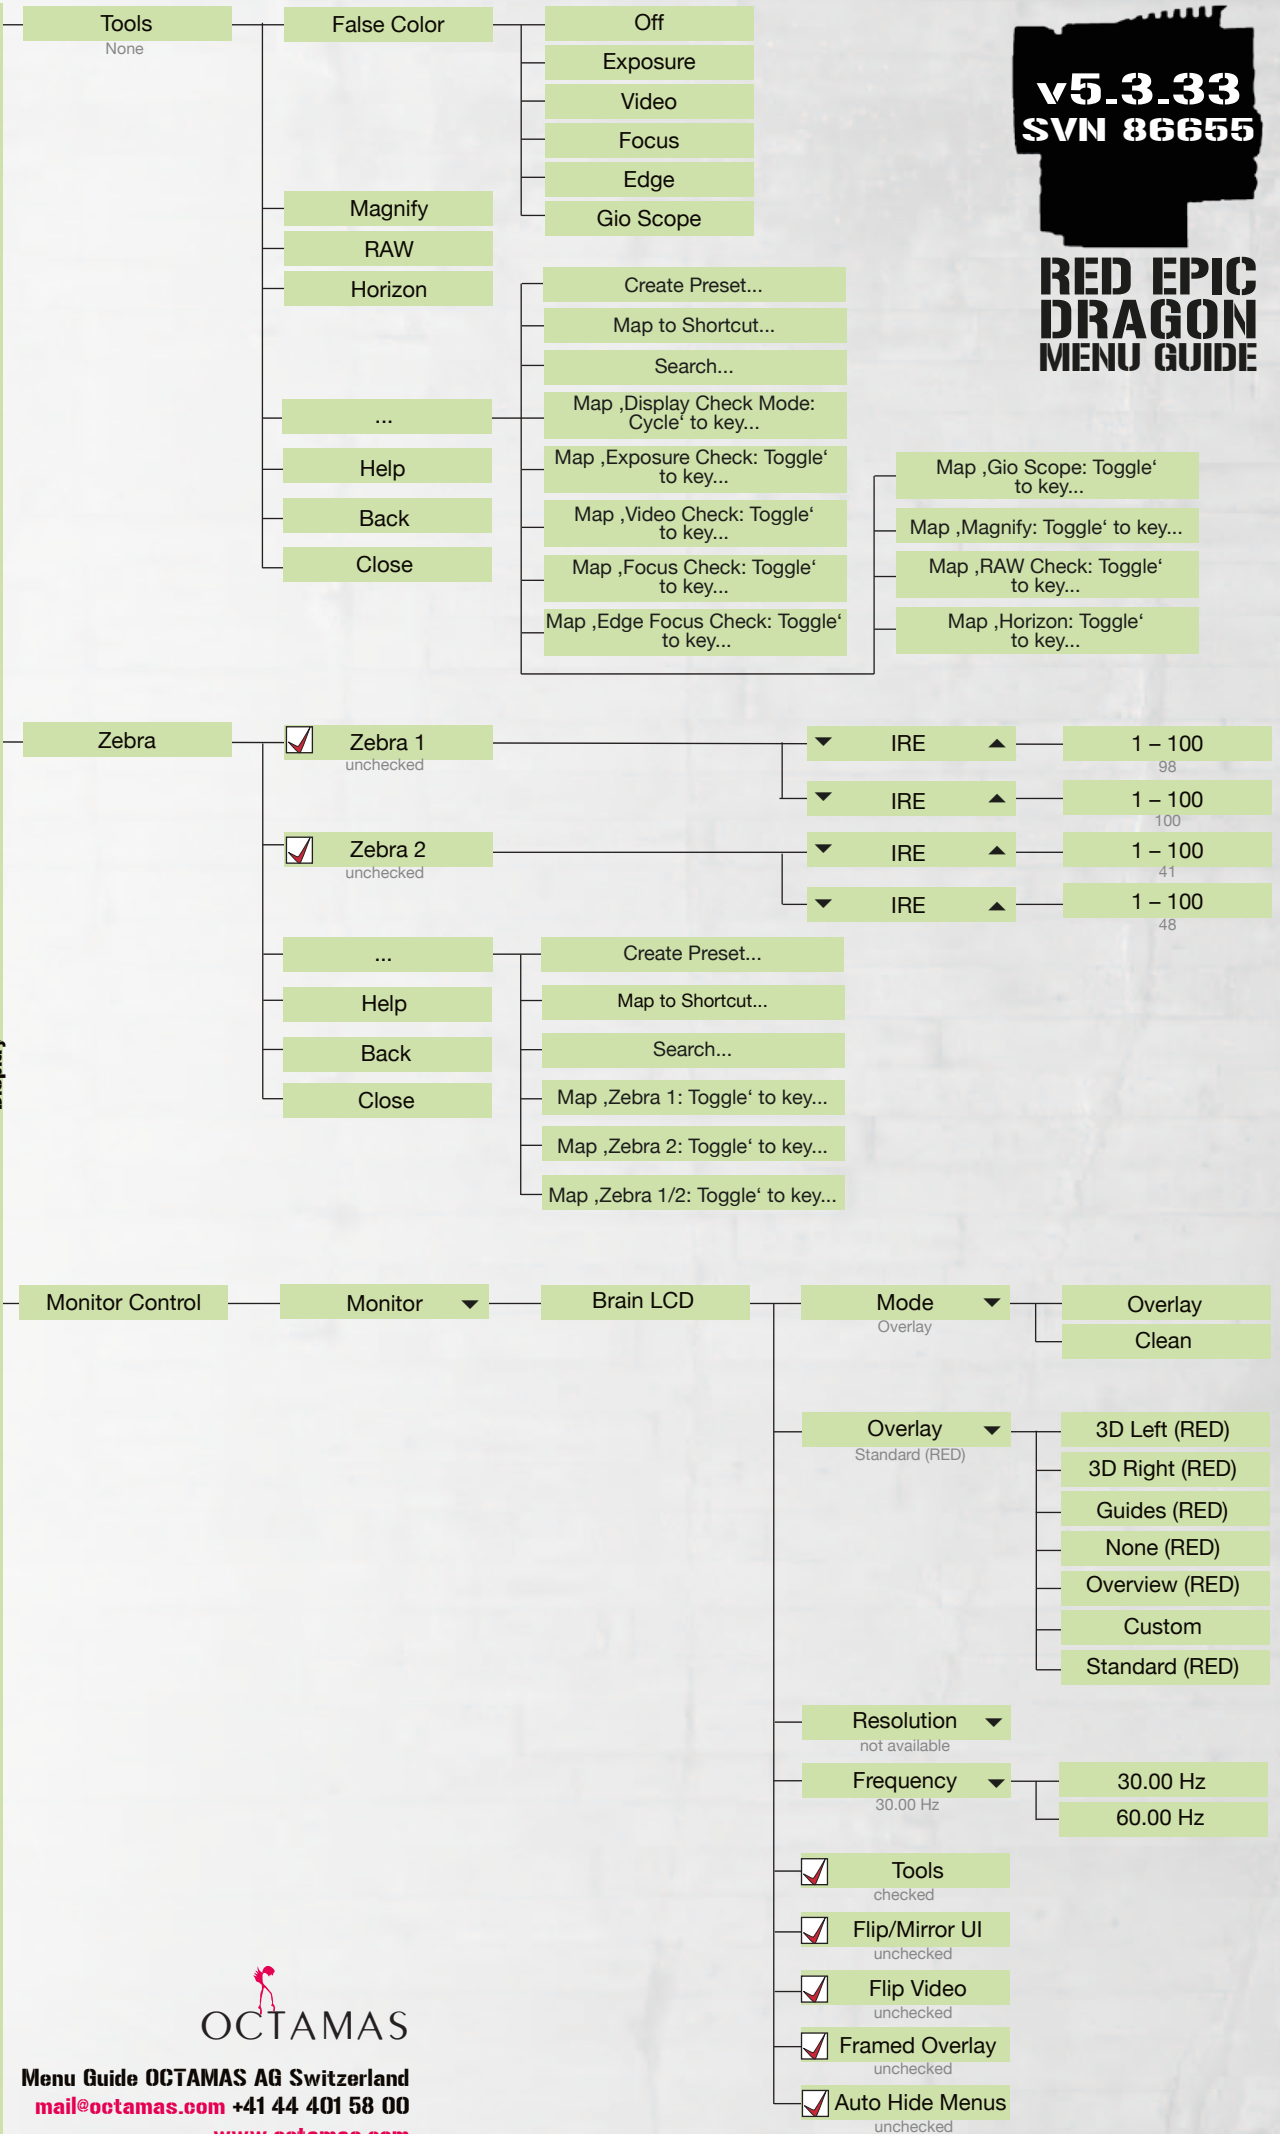 v5.3.33
SVN 86655
RED EPIC
DRAGON
MENU GUIDE
Tools
None
False Color
Off
Exposure
Video
Focus
Edge
Gio Scope
Magnify
RAW
Horizon
...
Create Preset...
Map to Shortcut...
Search...
Map ‚Display Check Mode:
Cycle‘ to key...
Map ‚Exposure Check: Toggle‘
to key...
Map ‚Video Check: Toggle‘
to key...
Map ‚Focus Check: Toggle‘
to key...
Map ‚Edge Focus Check: Toggle‘
to key...
Map ‚Gio Scope: Toggle‘
to key...
Map ‚Magnify: Toggle‘ to key...
Map ‚RAW Check: Toggle‘
to key...
Map ‚Horizon: Toggle‘
to key...
Help
Back
Close
Zebra
Zebra 1
unchecked
IRE
1 – 100
98
IRE
1 – 100
100
Zebra 2
unchecked
IRE
1 – 100
41
IRE
1 – 100
48
...
Create Preset...
Map to Shortcut...
Search...
Map ‚Zebra 1: Toggle‘ to key...
Map ‚Zebra 2: Toggle‘ to key...
Map ‚Zebra 1/2: Toggle‘ to key...
Help
Back
Close
Monitor Control
Monitor
Brain LCD
Mode
Overlay
Overlay
Clean
Overlay
Standard (RED)
3D Left (RED)
3D Right (RED)
Guides (RED)
None (RED)
Overview (RED)
Custom
Standard (RED)
Resolution
not available
Frequency
30.00 Hz
30.00 Hz
60.00 Hz
Tools
checked
Flip/Mirror UI
unchecked
Flip Video
unchecked
Framed Overlay
unchecked
Auto Hide Menus
unchecked
OCTAMAS
Menu Guide OCTAMAS AG Switzerland
mail@octamas.com +41 44 401 58 00
www.octamas.com